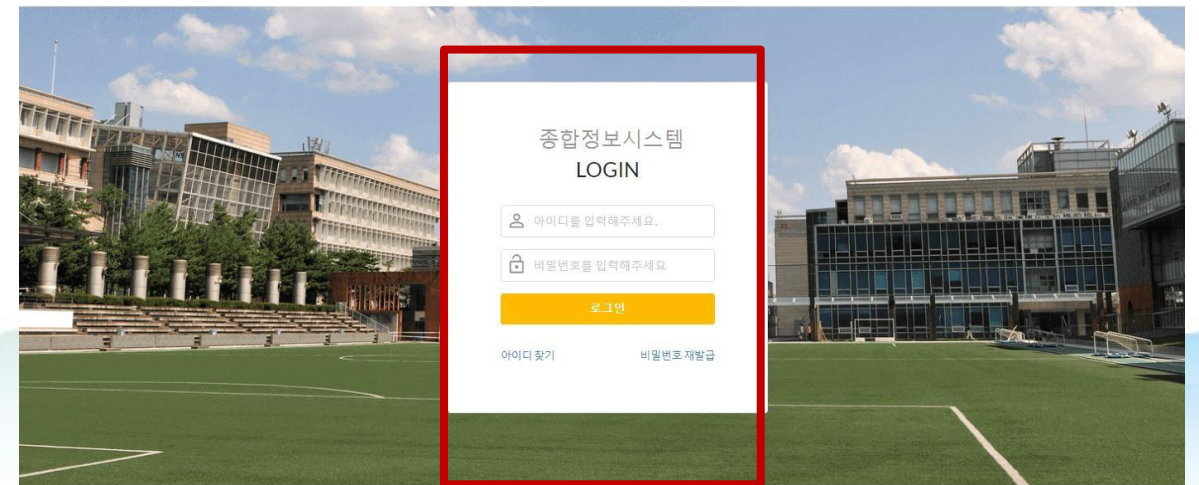 종합정보시스템
LOGIN
아이디를 입력해주세요.
비밀번호를 입력해주세요
로그인
아이디 찾기 비밀번호 재발급